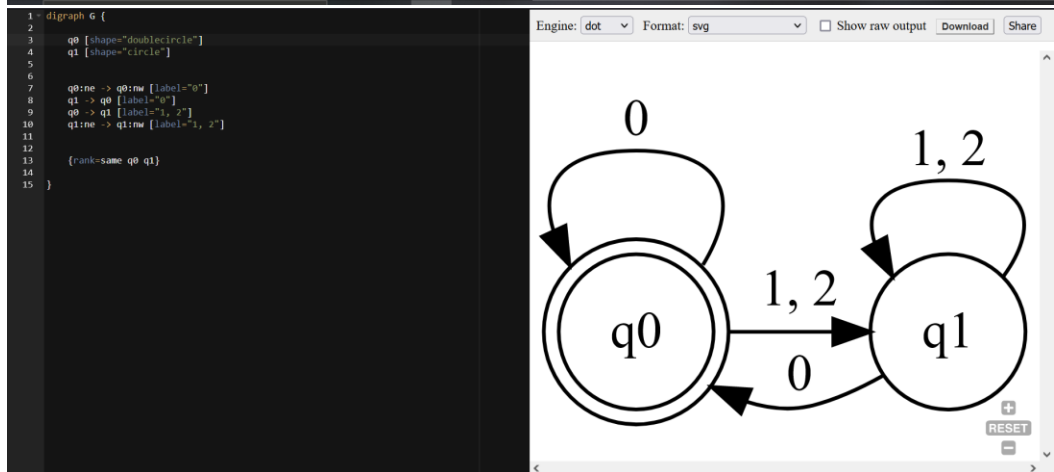 1 digraph G {
2
3 q0 [shape="doublecircle"]
4 q1 [shape="circle"]
5
6
7 q0:ne -> q0:nw [label="0"]
8 q1 -> q0 [label="0"]
9 q0 -> q1 [label="1, 2"]
10 q1:ne -> q1:nw [label="1, 2"]
11
12
13 {rank=same q0 q1}
14
15 }
Engine: dot Format: svg Show raw output Download Share
0
1, 2
1, 2
q0
q1
0
RESET